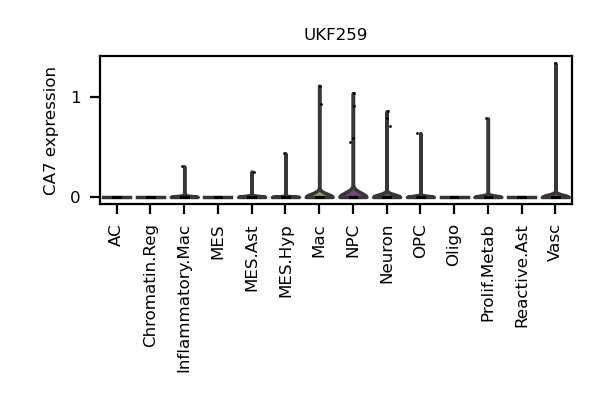 UKF259
CA7 expression
1
0
AC
Chromatin.Reg
Inflammatory.Mac
MES
MES.Ast
MES.Hyp
Mac
NPC
Neuron
OPC
Oligo
Prolif.Metab
Reactive.Ast
Vasc